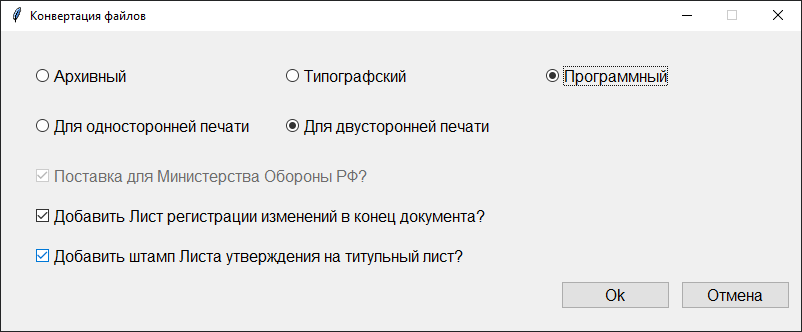 Конвертация файлов
Архивный Типографский Программный
Для односторонней печати Для двусторонней печати
Поставка для Министерства Обороны РФ?
Добавить Лист регистрации изменений в конец документа?
Добавить штамп Листа утверждения на титульный лист?
Ok Отмена